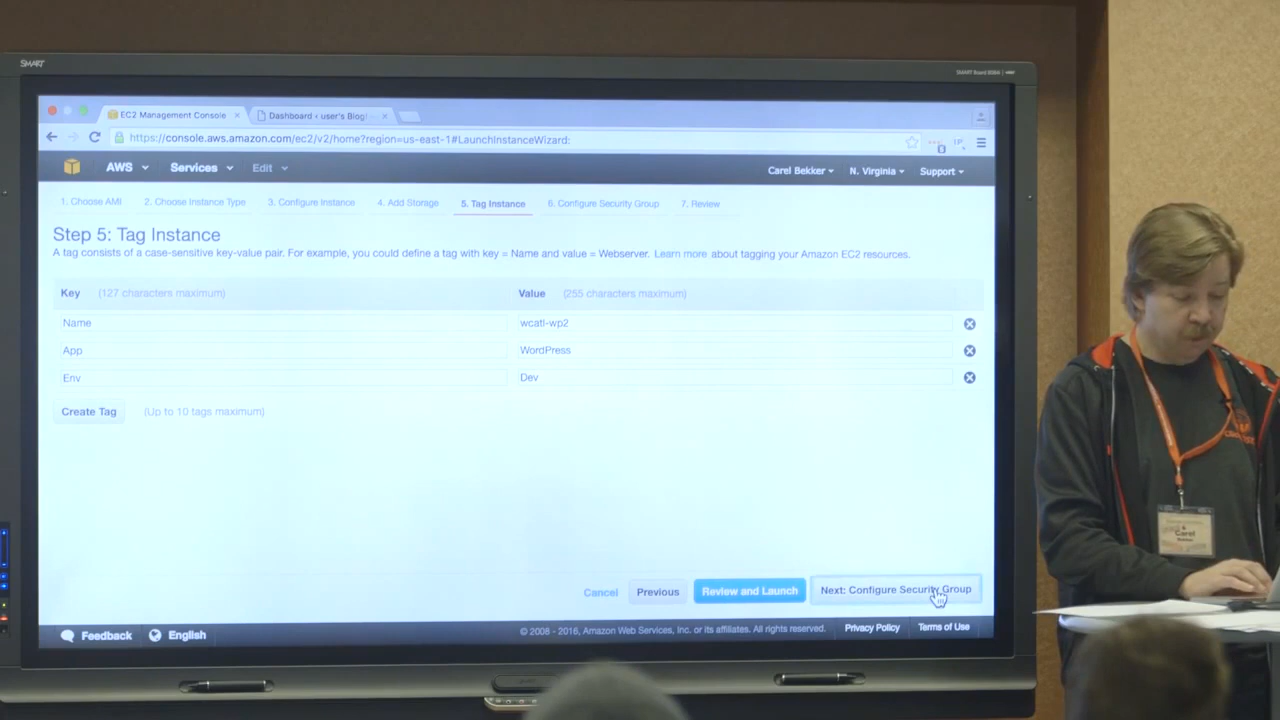 SMART
EC2 Management Console
Dashboard ‹ user's Blog! —
https://console.aws.amazon.com/ec2/v2/home?region=us-east-1#LaunchInstanceWizard:
AWS Services Edit Carel Bekker N. Virginia Support
1. Choose AMI 2. Choose Instance Type 3. Configure Instance 4. Add Storage 5. Tag Instance 6. Configure Security Group 7. Review
Step 5: Tag Instance
A tag consists of a case-sensitive key-value pair. For example, you could define a tag with key = Name and value = Webserver. Learn more about tagging your Amazon EC2 resources.
Key (127 characters maximum) Value (255 characters maximum)
Name wcatl-wp2
App WordPress
Env Dev
Create Tag (Up to 10 tags maximum)
Cancel Previous Review and Launch Next: Configure Security Group
Feedback English © 2008 - 2016, Amazon Web Services, Inc. or its affiliates. All rights reserved. Privacy Policy Terms of Use
Carel